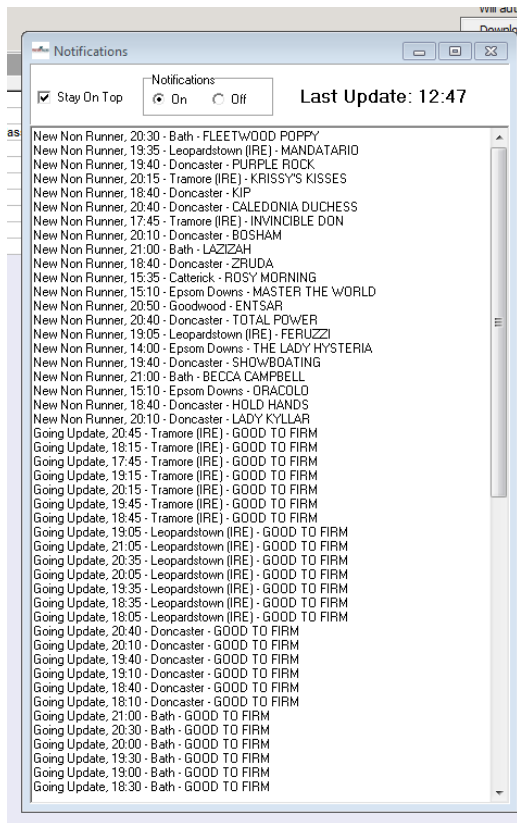 Will aut
Downlo
Notifications
Stay On Top
Notifications
On
Off
Last Update: 12:47
as
New Non Runner, 20:30 - Bath - FLEETWOOD POPPY
New Non Runner, 19:35 - Leopardstown (IRE) - MANDATARIO
New Non Runner, 19:40 - Doncaster - PURPLE ROCK
New Non Runner, 20:15 - Tramore (IRE) - KRISSY'S KISSES
New Non Runner, 18:40 - Doncaster - KIP
New Non Runner, 20:40 - Doncaster - CALEDONIA DUCHESS
New Non Runner, 17:45 - Tramore (IRE) - INVINCIBLE DON
New Non Runner, 20:10 - Doncaster - BOSHAM
New Non Runner, 21:00 - Bath - LAZIZAH
New Non Runner, 18:40 - Doncaster - ZRUDA
New Non Runner, 15:35 - Catterick - ROSY MORNING
New Non Runner, 15:10 - Epsom Downs - MASTER THE WORLD
New Non Runner, 20:50 - Goodwood - ENTSAR
New Non Runner, 20:40 - Doncaster - TOTAL POWER
New Non Runner, 19:05 - Leopardstown (IRE) - FERUZZI
New Non Runner, 14:00 - Epsom Downs - THE LADY HYSTERIA
New Non Runner, 19:40 - Doncaster - SHOWBOATING
New Non Runner, 21:00 - Bath - BECCA CAMPBELL
New Non Runner, 15:10 - Epsom Downs - ORACOLO
New Non Runner, 18:40 - Doncaster - HOLD HANDS
New Non Runner, 20:10 - Doncaster - LADY KYLLAR
Going Update, 20:45 - Tramore (IRE) - GOOD TO FIRM
Going Update, 18:15 - Tramore (IRE) - GOOD TO FIRM
Going Update, 17:45 - Tramore (IRE) - GOOD TO FIRM
Going Update, 19:15 - Tramore (IRE) - GOOD TO FIRM
Going Update, 20:15 - Tramore (IRE) - GOOD TO FIRM
Going Update, 19:45 - Tramore (IRE) - GOOD TO FIRM
Going Update, 18:45 - Tramore (IRE) - GOOD TO FIRM
Going Update, 19:05 - Leopardstown (IRE) - GOOD TO FIRM
Going Update, 21:05 - Leopardstown (IRE) - GOOD TO FIRM
Going Update, 20:35 - Leopardstown (IRE) - GOOD TO FIRM
Going Update, 20:05 - Leopardstown (IRE) - GOOD TO FIRM
Going Update, 19:35 - Leopardstown (IRE) - GOOD TO FIRM
Going Update, 18:35 - Leopardstown (IRE) - GOOD TO FIRM
Going Update, 18:05 - Leopardstown (IRE) - GOOD TO FIRM
Going Update, 20:40 - Doncaster - GOOD TO FIRM
Going Update, 20:10 - Doncaster - GOOD TO FIRM
Going Update, 19:40 - Doncaster - GOOD TO FIRM
Going Update, 19:10 - Doncaster - GOOD TO FIRM
Going Update, 18:40 - Doncaster - GOOD TO FIRM
Going Update, 18:10 - Doncaster - GOOD TO FIRM
Going Update, 21:00 - Bath - GOOD TO FIRM
Going Update, 20:30 - Bath - GOOD TO FIRM
Going Update, 20:00 - Bath - GOOD TO FIRM
Going Update, 19:30 - Bath - GOOD TO FIRM
Going Update, 19:00 - Bath - GOOD TO FIRM
Going Update, 18:30 - Bath - GOOD TO FIRM